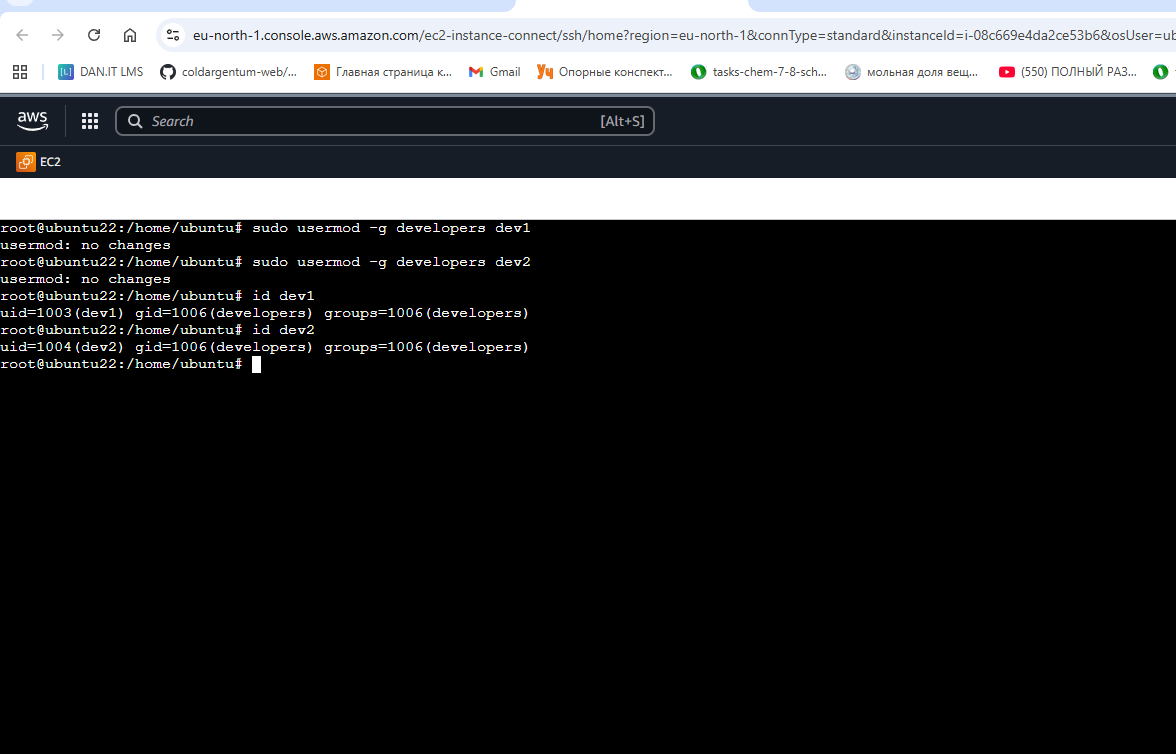 eu-north-1.console.aws.amazon.com/ec2-instance-connect/ssh/home?region=eu-north-1&connType=standard&instanceId=i-08c669e4da2ce53b6&osUser=ub
DAN.IT LMS coldargentum-web/... Главная страница к... Gmail Опорные конспект... tasks-chem-7-8-sch... мольная доля вещ... (550) ПОЛНЫЙ РАЗ...
aws Search [Alt+S]
EC2
root@ubuntu22:/home/ubuntu# sudo usermod -g developers dev1
usermod: no changes
root@ubuntu22:/home/ubuntu# sudo usermod -g developers dev2
usermod: no changes
root@ubuntu22:/home/ubuntu# id dev1
uid=1003(dev1) gid=1006(developers) groups=1006(developers)
root@ubuntu22:/home/ubuntu# id dev2
uid=1004(dev2) gid=1006(developers) groups=1006(developers)
root@ubuntu22:/home/ubuntu#